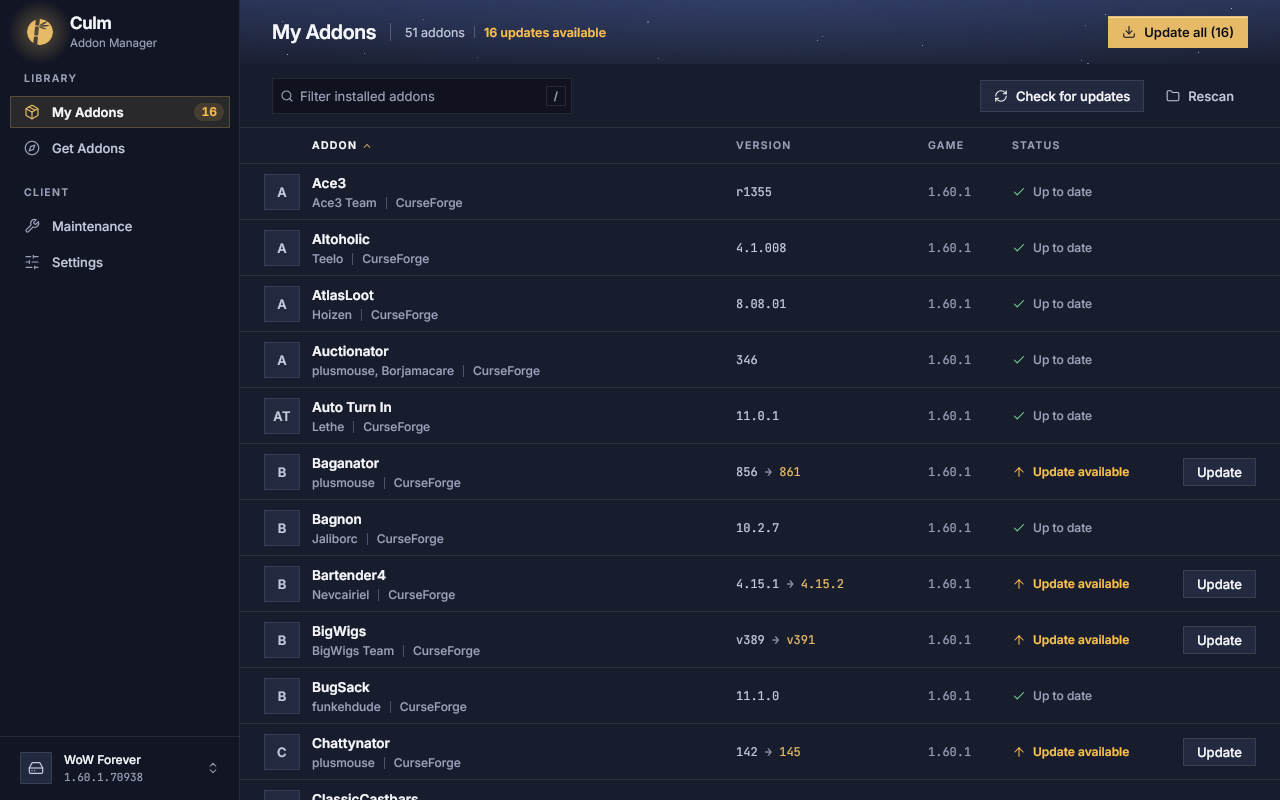 Culm
Addon Manager
LIBRARY
My Addons 16
Get Addons
CLIENT
Maintenance
Settings
WoW Forever
1.60.1.70938
My Addons 51 addons 16 updates available
Update all (16)
Filter installed addons /
Check for updates
Rescan
ADDON VERSION GAME STATUS
A Ace3 r1355 1.60.1 Up to date
Ace3 Team CurseForge
A Altoholic 4.1.008 1.60.1 Up to date
Teelo CurseForge
A AtlasLoot 8.08.01 1.60.1 Up to date
Hoizen CurseForge
A Auctionator 346 1.60.1 Up to date
plusmouse, Borjamacare CurseForge
AT Auto Turn In 11.0.1 1.60.1 Up to date
Lethe CurseForge
B Baganator 856 → 861 1.60.1 ↑ Update available Update
plusmouse CurseForge
B Bagnon 10.2.7 1.60.1 Up to date
Jaliborc CurseForge
B Bartender4 4.15.1 → 4.15.2 1.60.1 ↑ Update available Update
Nevcairiel CurseForge
B BigWigs v389 → v391 1.60.1 ↑ Update available Update
BigWigs Team CurseForge
B BugSack 11.1.0 1.60.1 Up to date
funkehdude CurseForge
C Chattynator 142 → 145 1.60.1 ↑ Update available Update
plusmouse CurseForge
ClassicCastbars